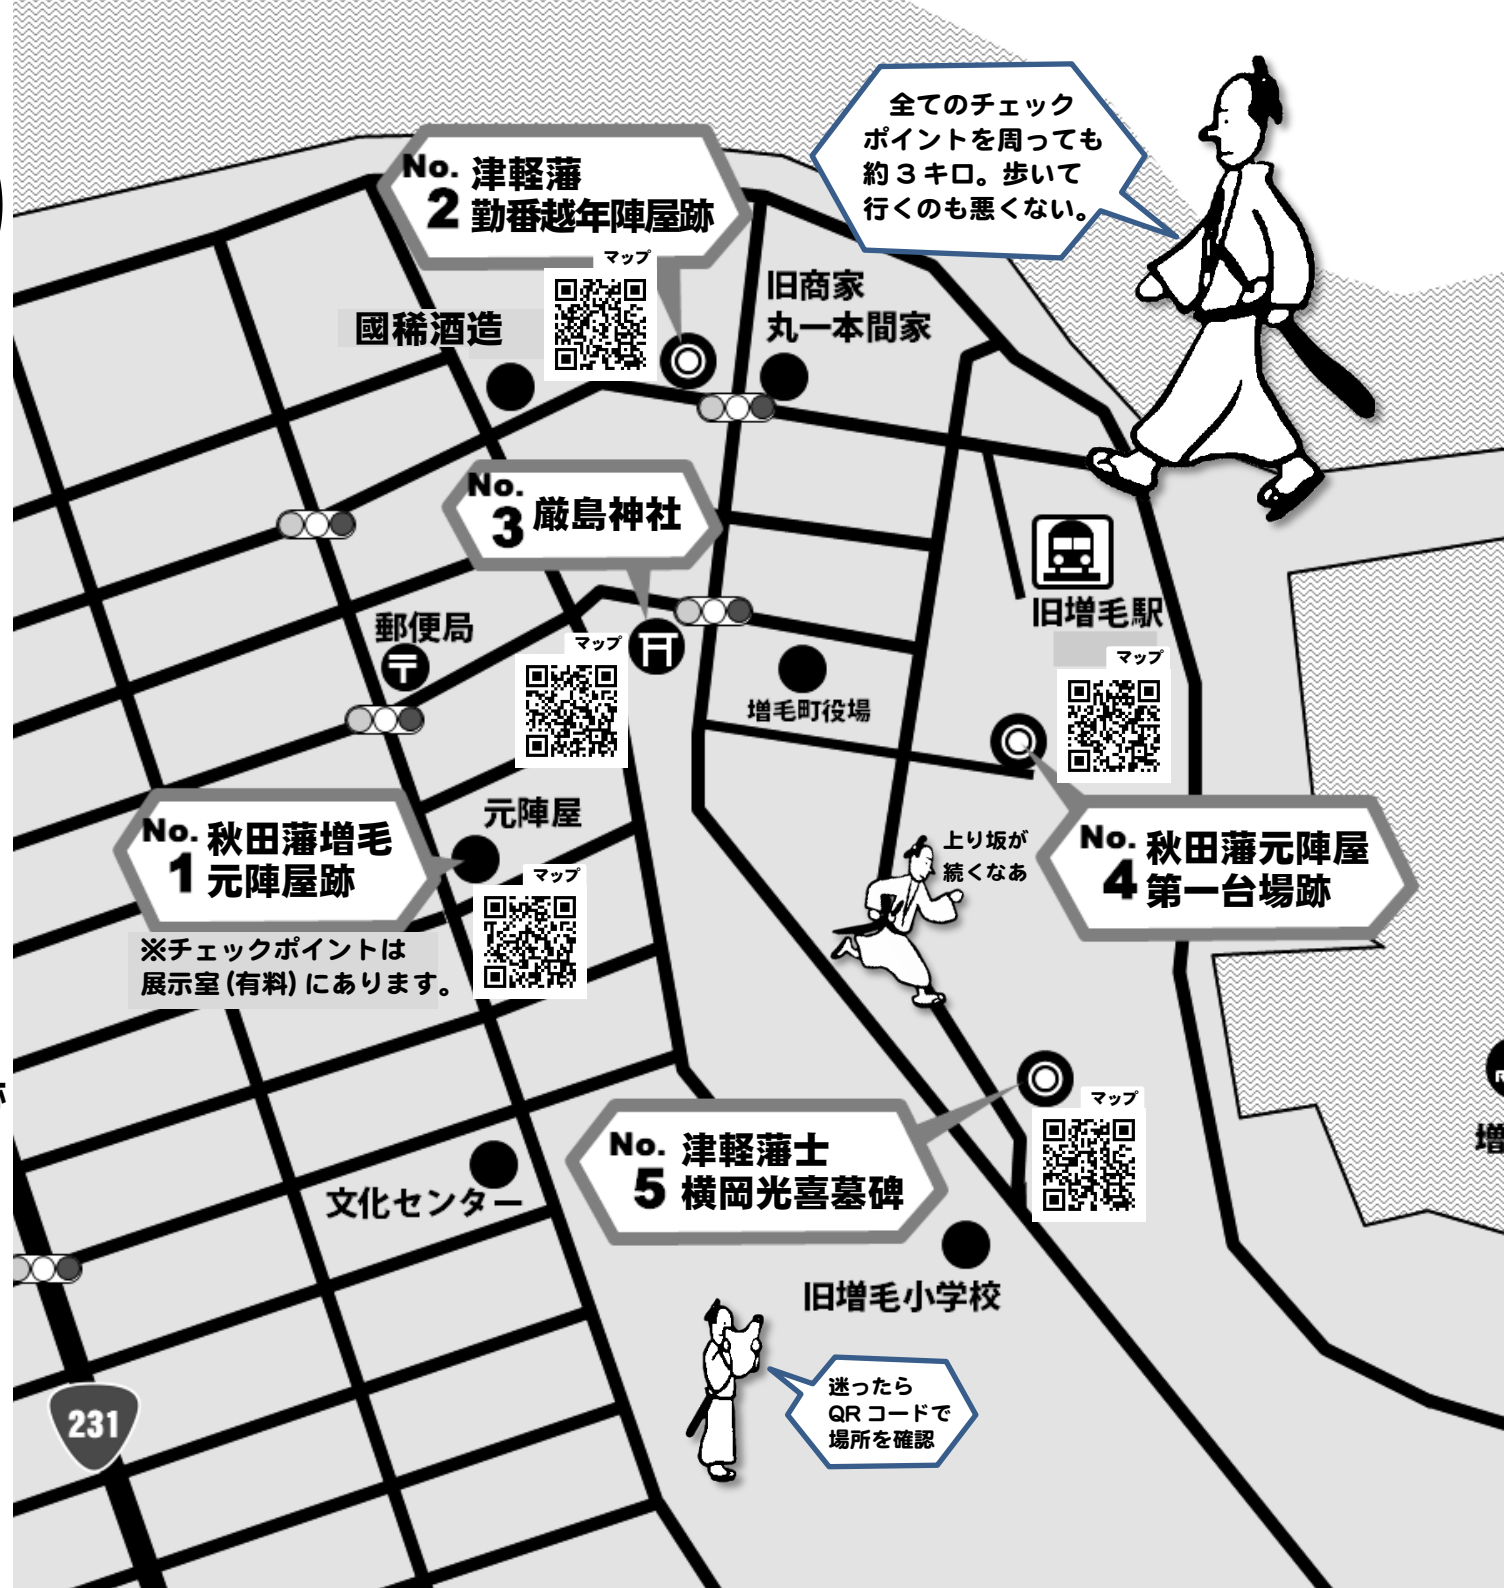 全てのチェック
ポイントを周っても
約3キロ。歩いて
行くのも悪くない。
No.2
津軽藩
勤番越年陣屋跡
マップ
旧商家
丸一本間家
國稀酒造
No.3
厳島神社
マップ
郵便局
旧増毛駅
マップ
増毛町役場
元陣屋
No.1
秋田藩増毛
元陣屋跡
マップ
※チェックポイントは
展示室(有料)にあります。
上り坂が
続くなあ
No.4
秋田藩元陣屋
第一台場跡
マップ
No.5
津軽藩士
横岡光喜墓碑
文化センター
旧増毛小学校
迷ったら
QRコードで
場所を確認
231
増